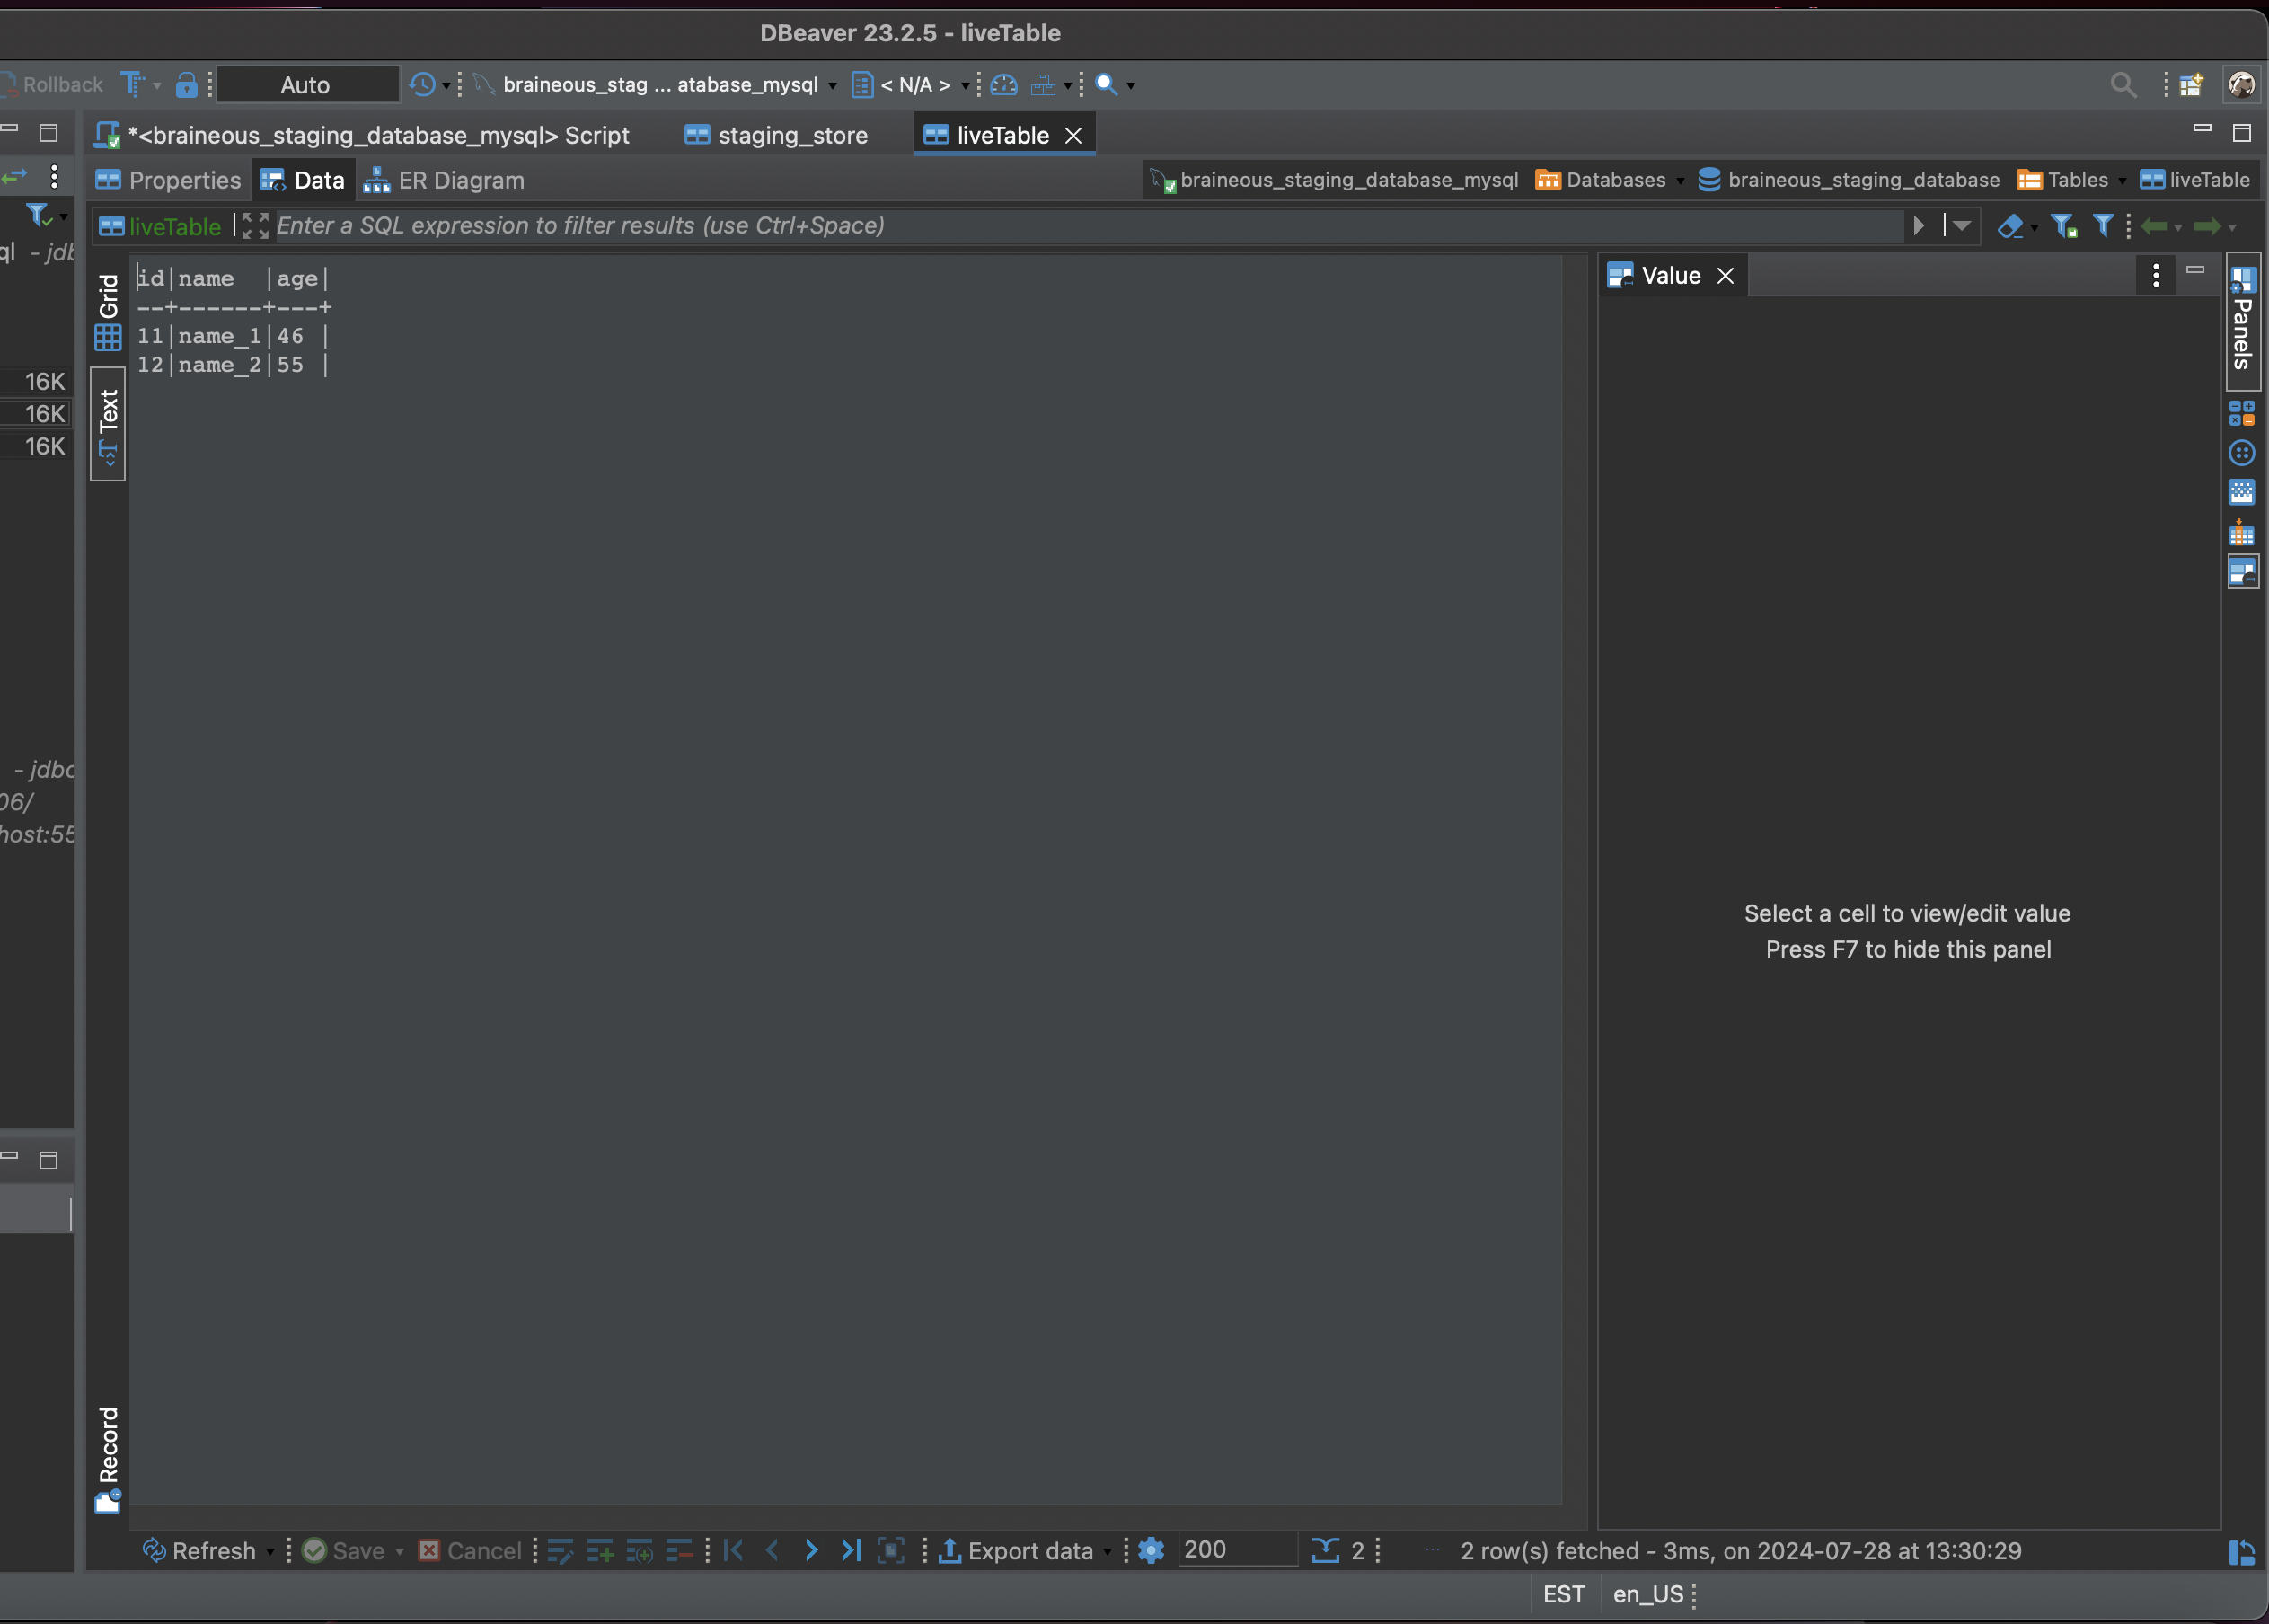 DBeaver 23.2.5 - liveTable
Rollback Auto braineous_stag ... atabase_mysql < N/A >
*<braineous_staging_database_mysql> Script staging_store liveTable
Properties Data ER Diagram braineous_staging_database_mysql Databases braineous_staging_database Tables liveTable
liveTable Enter a SQL expression to filter results (use Ctrl+Space)
ql - jdb
16K
16K
16K
- jdbc
06/
host:55
Grid
Text
Record
id|name |age|
--+------+---+
11|name_1|46 |
12|name_2|55 |
Value
Select a cell to view/edit value
Press F7 to hide this panel
Panels
Refresh Save Cancel Export data 200 2 2 row(s) fetched - 3ms, on 2024-07-28 at 13:30:29
EST en_US